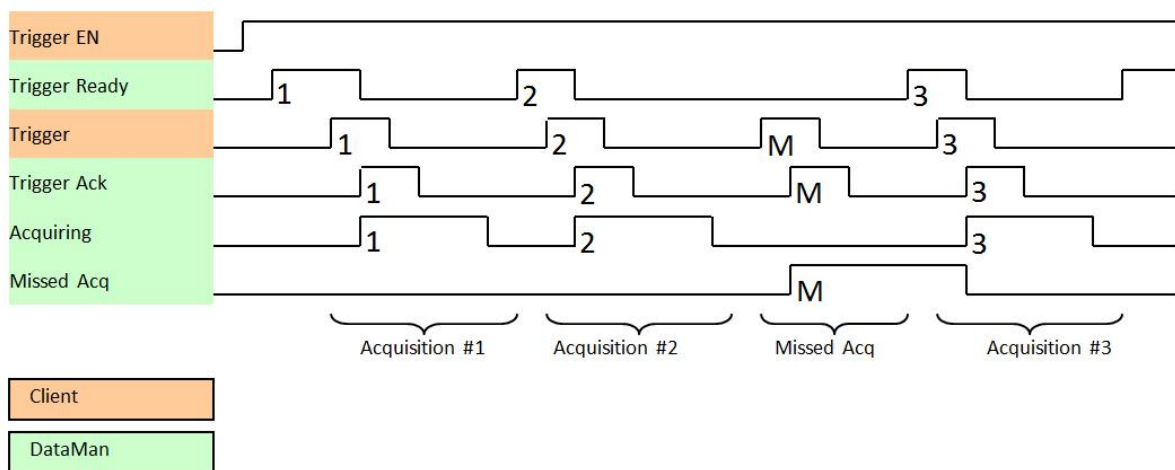 Trigger EN
Trigger Ready
1 2 3
Trigger
1 2 M 3
Trigger Ack
1 2 M 3
Acquiring
1 2 3
Missed Acq
M
Acquisition #1 Acquisition #2 Missed Acq Acquisition #3
Client
DataMan